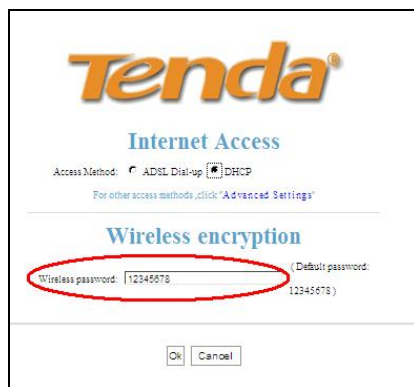 Tenda®
Internet Access
Access Method: ADSL Dial-up DHCP
For other access methods ,click "Advanced Settings"
Wireless encryption
Wireless password: 12345678 ( Default password:
12345678 )
Ok Cancel